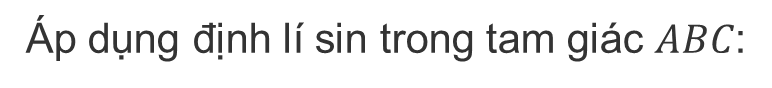 Áp dụng định lí sin trong tam giác ABC: